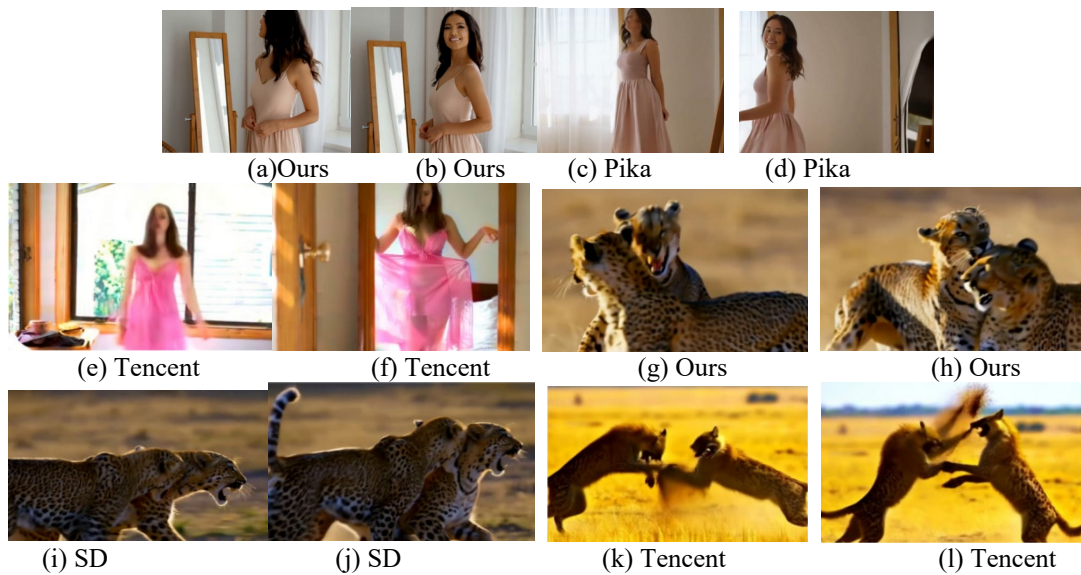 (a)Ours (b) Ours (c) Pika (d) Pika
(e) Tencent (f) Tencent (g) Ours (h) Ours
(i) SD (j) SD (k) Tencent (l) Tencent